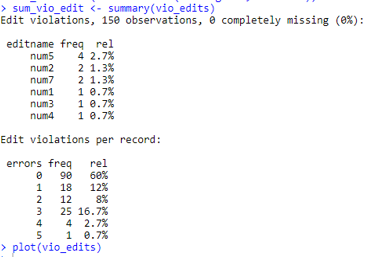 > sum_vio_edit <- summary(vio_edits)
Edit violations, 150 observations, 0 completely missing (0%):
editname freq rel
num5 4 2.7%
num2 2 1.3%
num7 2 1.3%
num1 1 0.7%
num3 1 0.7%
num4 1 0.7%
Edit violations per record:
errors freq rel
0 90 60%
1 18 12%
2 12 8%
3 25 16.7%
4 4 2.7%
5 1 0.7%
> plot(vio_edits)